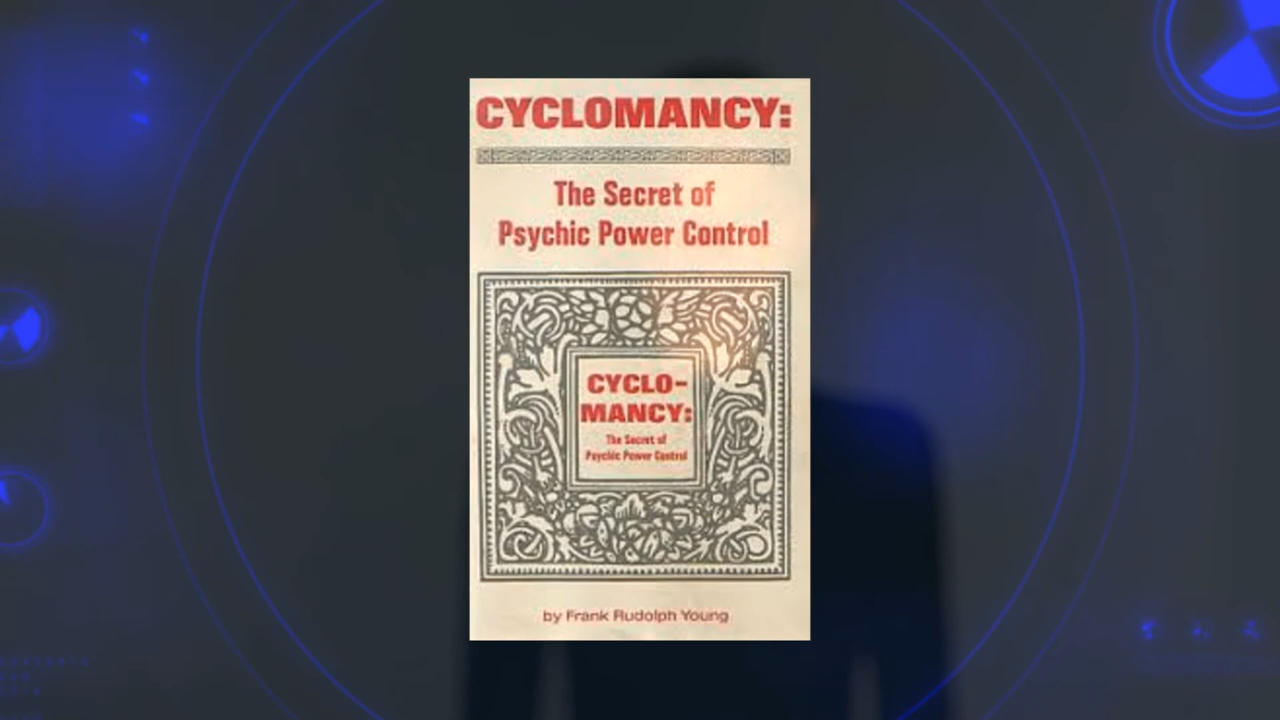 CYCLOMANCY:
The Secret of
Psychic Power Control
CYCLO-
MANCY:
The Secret of
Psychic Power Control
by Frank Rudolph Young